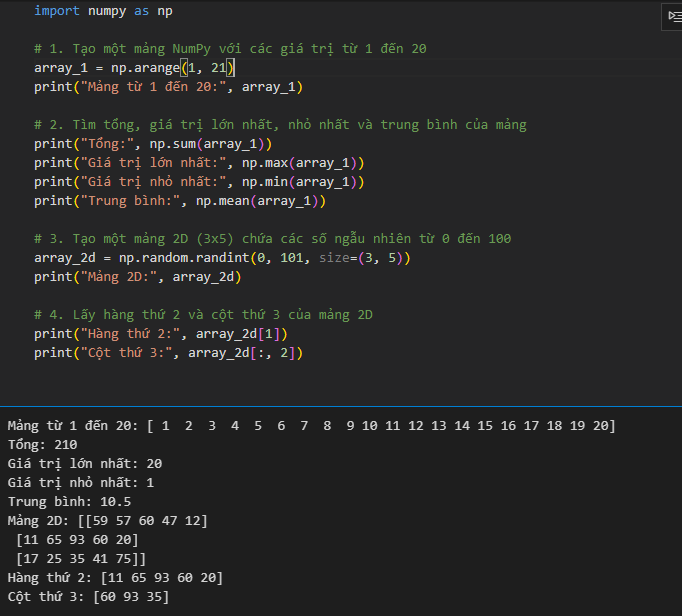 import numpy as np
# 1. Tạo một mảng NumPy với các giá trị từ 1 đến 20
array_1 = np.arange(1, 21)
print("Mảng từ 1 đến 20:", array_1)
# 2. Tìm tổng, giá trị lớn nhất, nhỏ nhất và trung bình của mảng
print("Tổng:", np.sum(array_1))
print("Giá trị lớn nhất:", np.max(array_1))
print("Giá trị nhỏ nhất:", np.min(array_1))
print("Trung bình:", np.mean(array_1))
# 3. Tạo một mảng 2D (3x5) chứa các số ngẫu nhiên từ 0 đến 100
array_2d = np.random.randint(0, 101, size=(3, 5))
print("Mảng 2D:", array_2d)
# 4. Lấy hàng thứ 2 và cột thứ 3 của mảng 2D
print("Hàng thứ 2:", array_2d[1])
print("Cột thứ 3:", array_2d[:, 2])
Mảng từ 1 đến 20: [ 1  2  3  4  5  6  7  8  9 10 11 12 13 14 15 16 17 18 19 20]
Tổng: 210
Giá trị lớn nhất: 20
Giá trị nhỏ nhất: 1
Trung bình: 10.5
Mảng 2D: [[59 57 60 47 12]
 [11 65 93 60 20]
 [17 25 35 41 75]]
Hàng thứ 2: [11 65 93 60 20]
Cột thứ 3: [60 93 35]